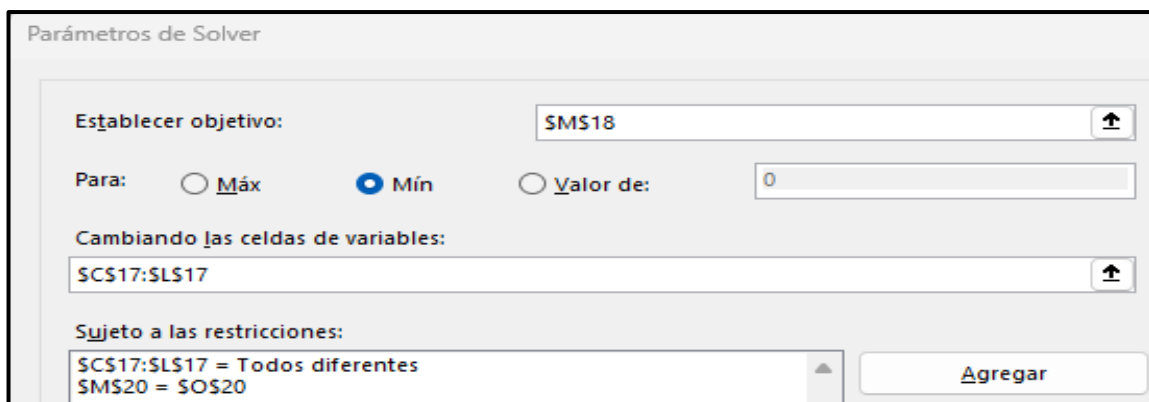 Parámetros de Solver
Establecer objetivo: $M$18
Para: Máx Mín Valor de: 0
Cambiando las celdas de variables:
$C$17:$L$17
Sujeto a las restricciones:
$C$17:$L$17 = Todos diferentes
$M$20 = $O$20
Agregar